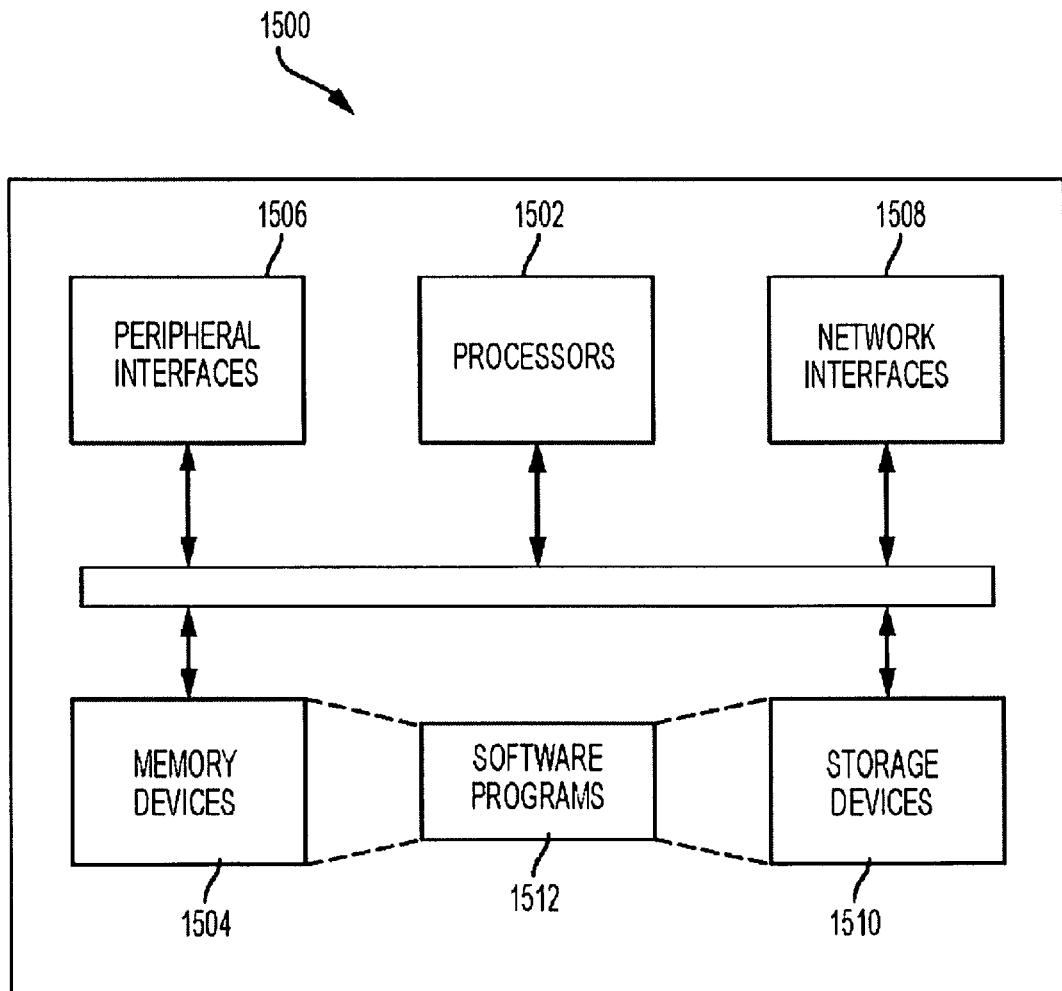 1500
1506
1502
1508
PERIPHERAL
INTERFACES
PROCESSORS
NETWORK
INTERFACES
MEMORY
DEVICES
SOFTWARE
PROGRAMS
STORAGE
DEVICES
1504
1512
1510